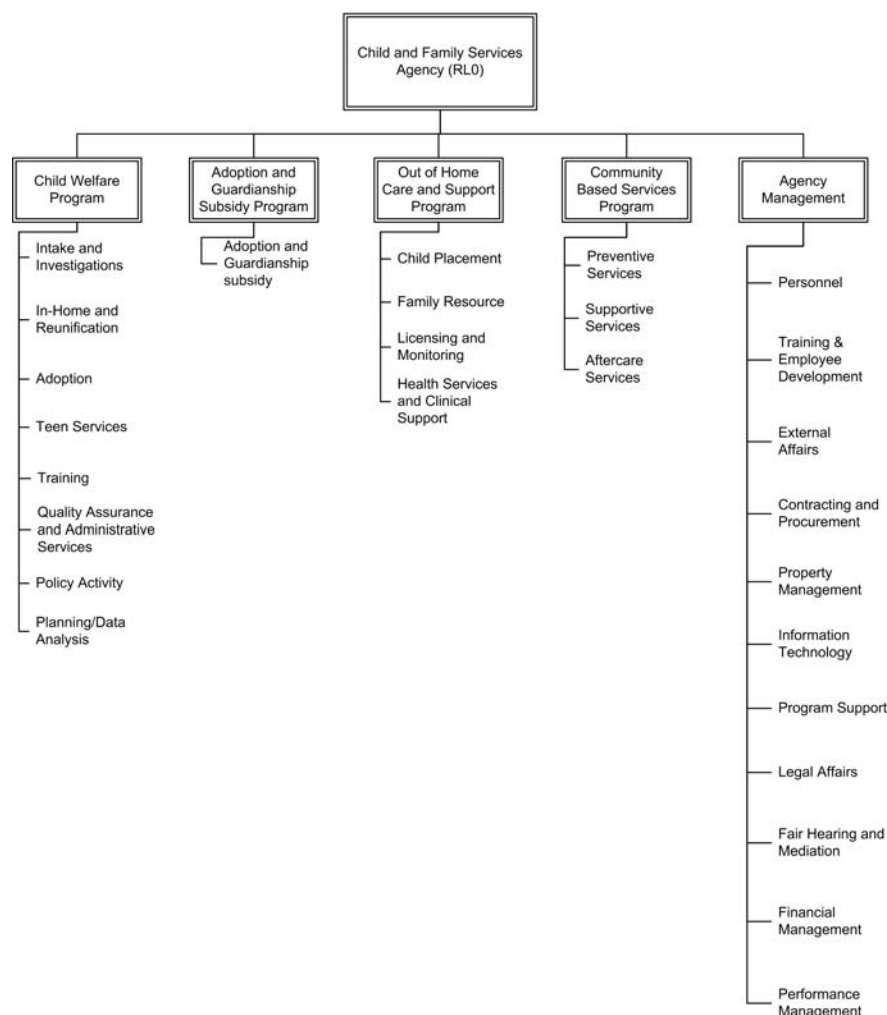 Child and Family Services
Agency (RL0)
Child Welfare
Program
Adoption and
Guardianship
Subsidy Program
Out of Home
Care and Support
Program
Community
Based Services
Program
Agency
Management
Intake and
Investigations
In-Home and
Reunification
Adoption
Teen Services
Training
Quality Assurance
and Administrative
Services
Policy Activity
Planning/Data
Analysis
Adoption and
Guardianship
subsidy
Child Placement
Family Resource
Licensing and
Monitoring
Health Services
and Clinical
Support
Preventive
Services
Supportive
Services
Aftercare
Services
Personnel
Training &
Employee
Development
External
Affairs
Contracting and
Procurement
Property
Management
Information
Technology
Program Support
Legal Affairs
Fair Hearing and
Mediation
Financial
Management
Performance
Management